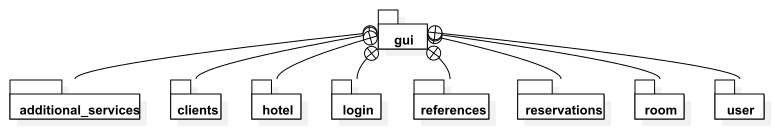 gui
additional_services
clients
hotel
login
references
reservations
room
user